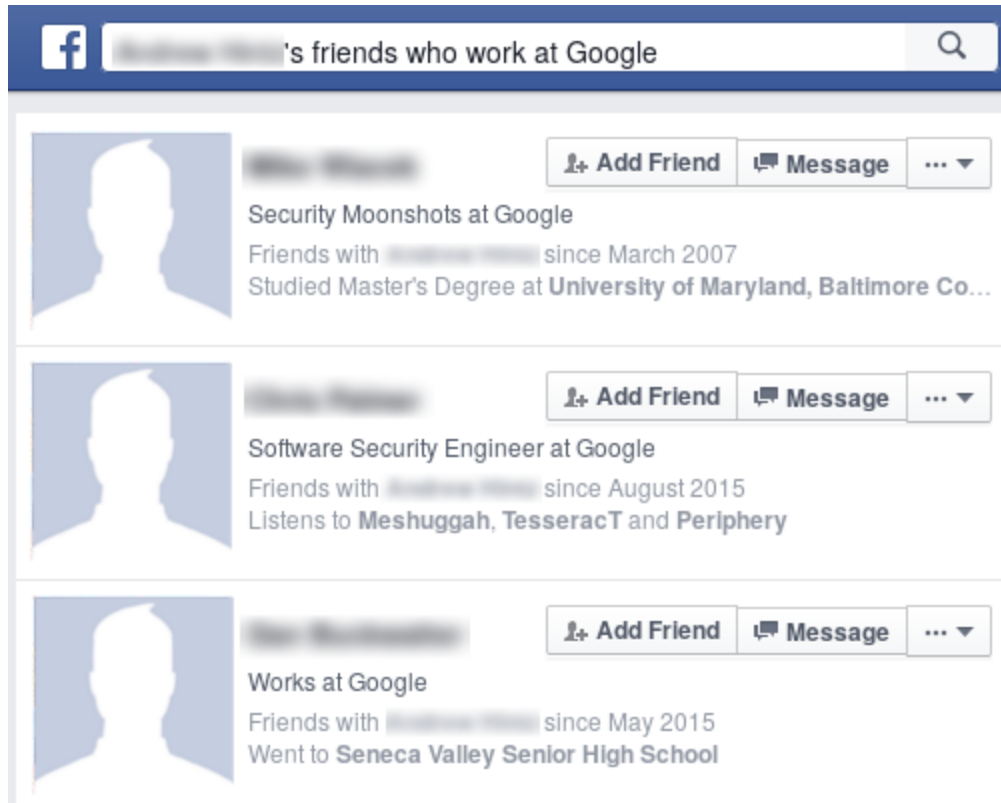 f
's friends who work at Google
Add Friend
Message
...
Security Moonshots at Google
Friends with since March 2007
Studied Master's Degree at University of Maryland, Baltimore Co...
Add Friend
Message
...
Software Security Engineer at Google
Friends with since August 2015
Listens to Meshuggah, TesseracT and Periphery
Add Friend
Message
...
Works at Google
Friends with since May 2015
Went to Seneca Valley Senior High School